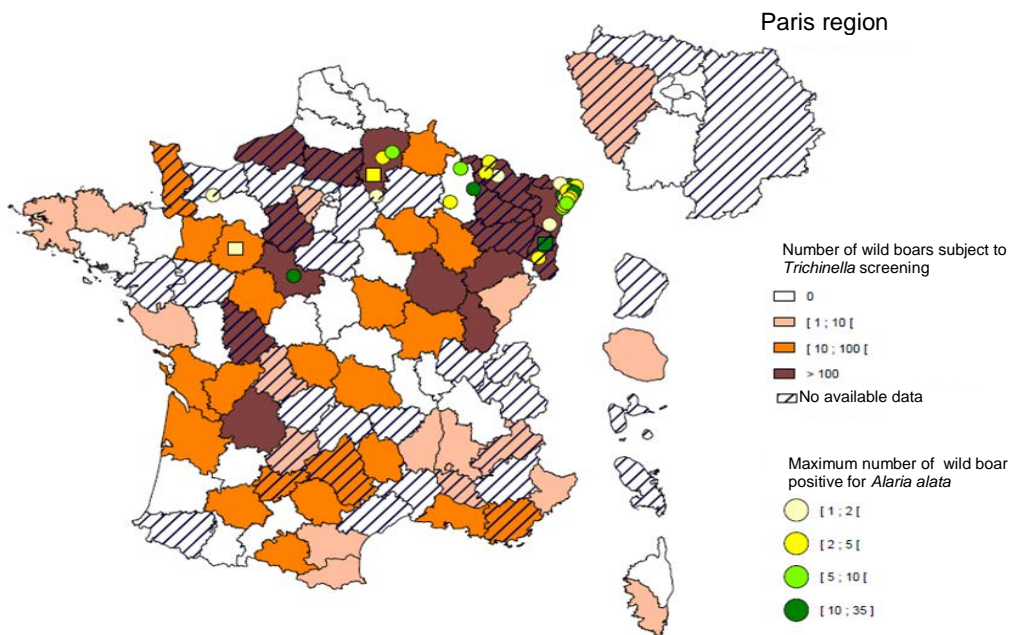 Paris region
Number of wild boars subject to
Trichinella screening
0
[ 1 ; 10 [
[ 10 ; 100 [
> 100
No available data
Maximum number of wild boar
positive for Alaria alata
[ 1 ; 2 [
[ 2 ; 5 [
[ 5 ; 10 [
[ 10 ; 35 ]